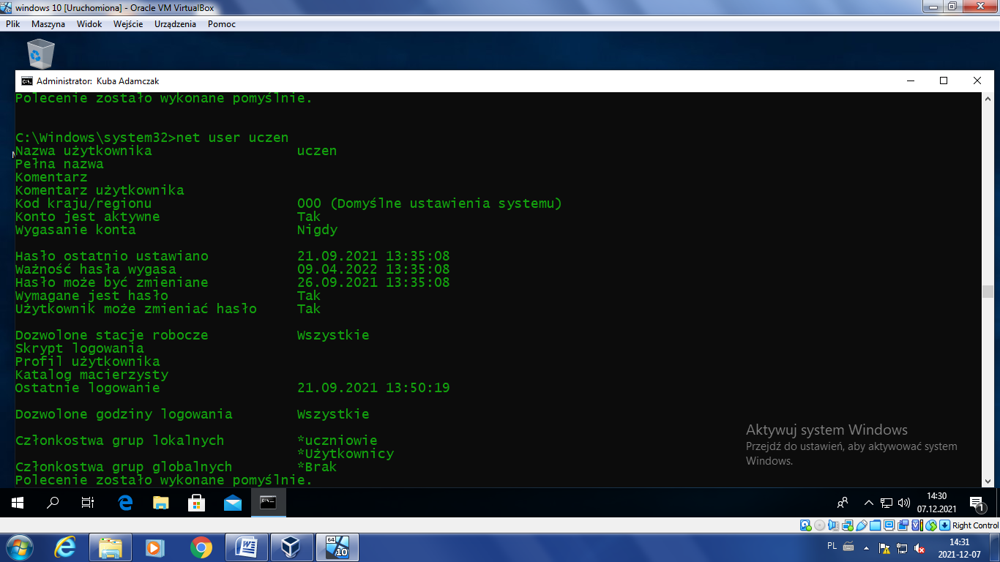 windows 10 [Uruchomiona] - Oracle VM VirtualBox
Plik Maszyna Widok Wejście Urządzenia Pomoc
Administrator: Kuba Adamczak
Polecenie zostało wykonane pomyślnie.
C:\Windows\system32>net user uczen
Nazwa użytkownika uczen
Pełna nazwa
Komentarz
Komentarz użytkownika
Kod kraju/regionu 000 (Domyślne ustawienia systemu)
Konto jest aktywne Tak
Wygasanie konta Nigdy
Hasło ostatnio ustawiano 21.09.2021 13:35:08
Ważność hasła wygasa 09.04.2022 13:35:08
Hasło może być zmieniane 26.09.2021 13:35:08
Wymagane jest hasło Tak
Użytkownik może zmieniać hasło Tak
Dozwolone stacje robocze Wszystkie
Skrypt logowania
Profil użytkownika
Katalog macierzysty
Ostatnie logowanie 21.09.2021 13:50:19
Dozwolone godziny logowania Wszystkie
Członkostwa grup lokalnych *uczniowie
*Użytkownicy
Członkostwa grup globalnych *Brak
Polecenie zostało wykonane pomyślnie.
Aktywuj system Windows
Przejdź do ustawień, aby aktywować system
Windows.
14:30
07.12.2021
1
Right Control
64
10
PL
14:31
2021-12-07